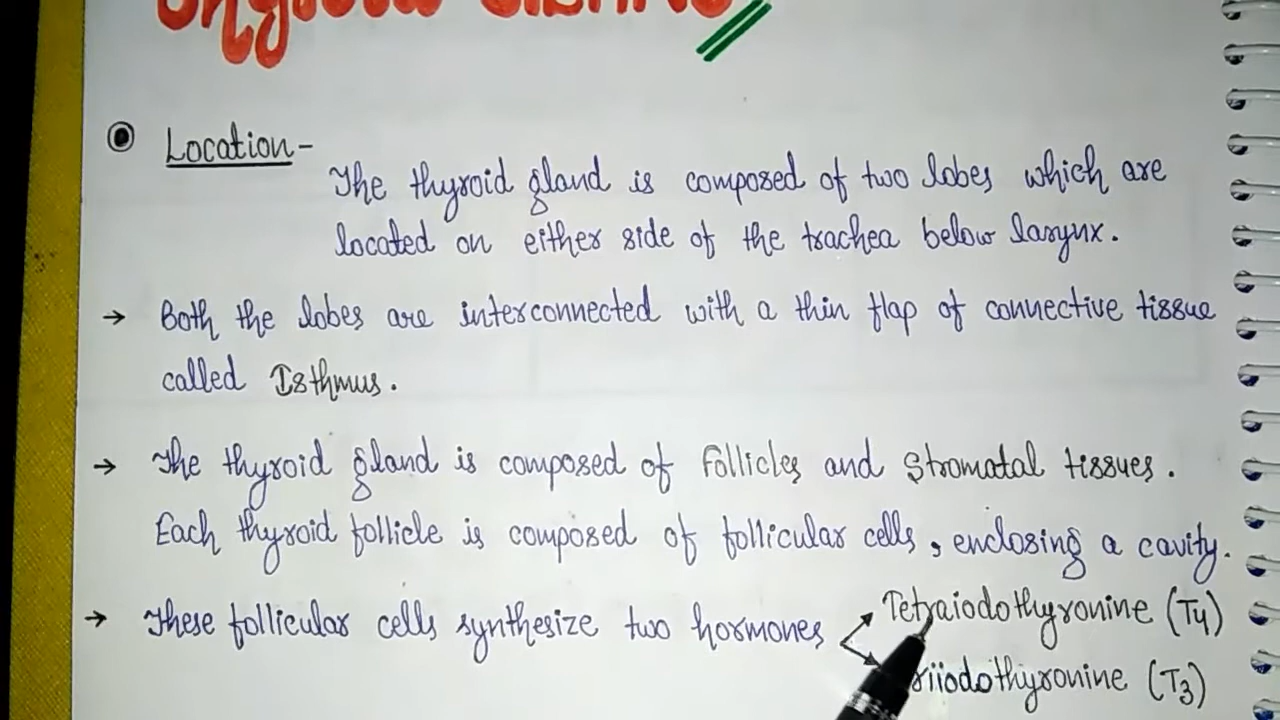 Location -
The thyroid gland is composed of two lobes which are
located on either side of the trachea below larynx.
→ Both the lobes are interconnected with a thin flap of connective tissue
called Isthmus.
→ The thyroid gland is composed of follicles and Stromatal tissues.
Each thyroid follicle is composed of follicular cells, enclosing a cavity.
→ These follicular cells synthesize two hormones
Tetraiodothyronine (T4)
riiodothyronine (T3)